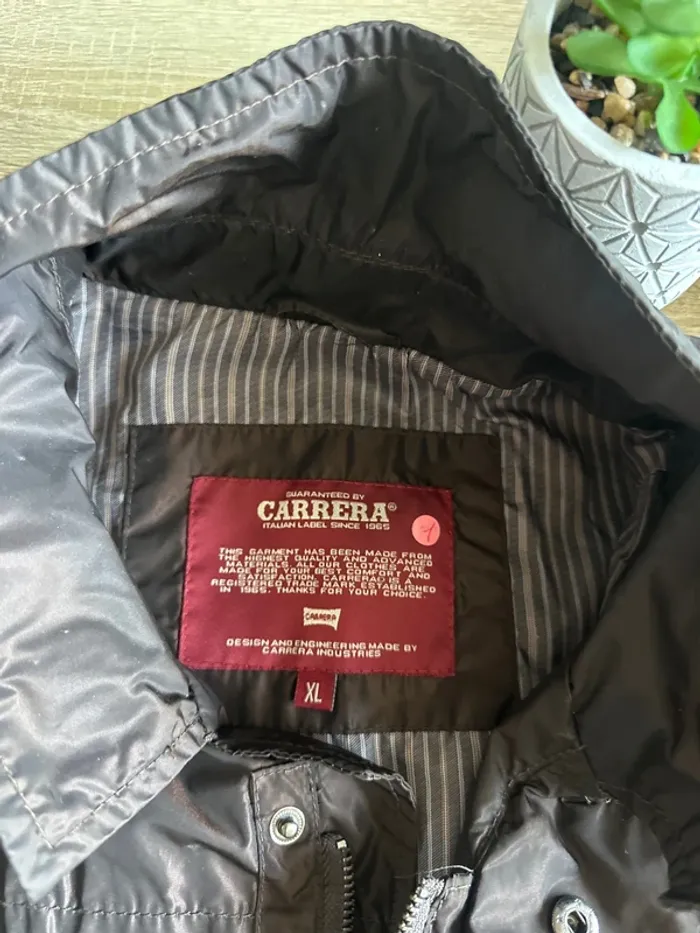 GUARANTEED BY
CARRERA®
ITALIAN LABEL SINCE 1965
THIS GARMENT HAS BEEN MADE FROM
THE HIGHEST QUALITY AND ADVANCED
MATERIALS. ALL OUR CLOTHES ARE
MADE FOR YOUR BEST COMFORT AND
SATISFACTION. CARRERA® IS A
REGISTERED TRADE MARK ESTABLISHED
IN 1965. THANKS FOR YOUR CHOICE.
CARRERA
DESIGN AND ENGINEERING MADE BY
CARRERA INDUSTRIES
XL